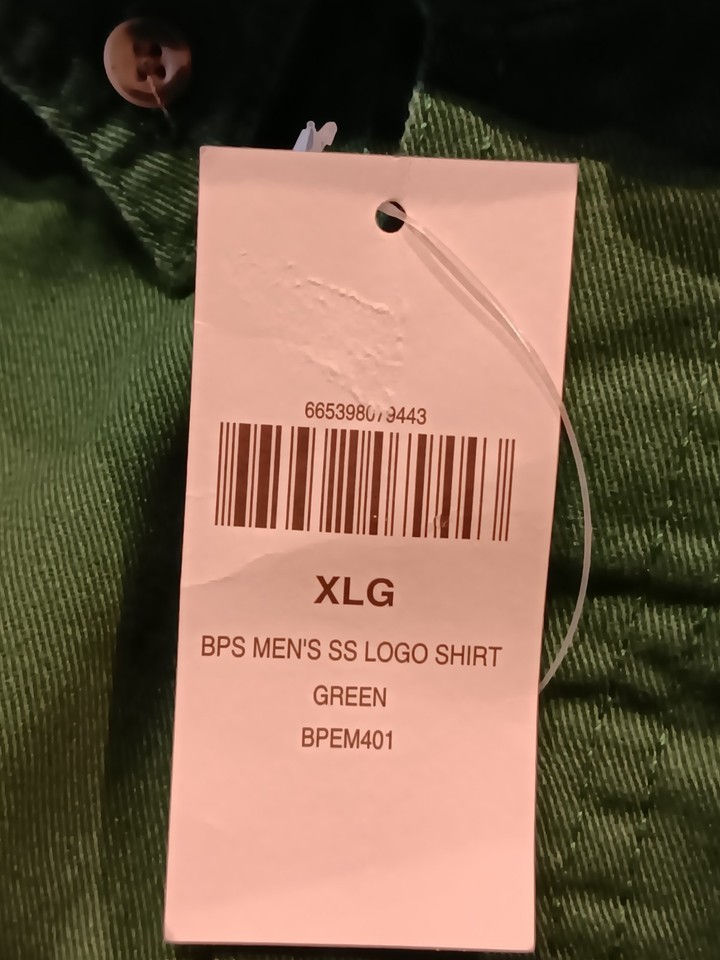 665398079443
XLG
BPS MEN'S SS LOGO SHIRT
GREEN
BPEM401